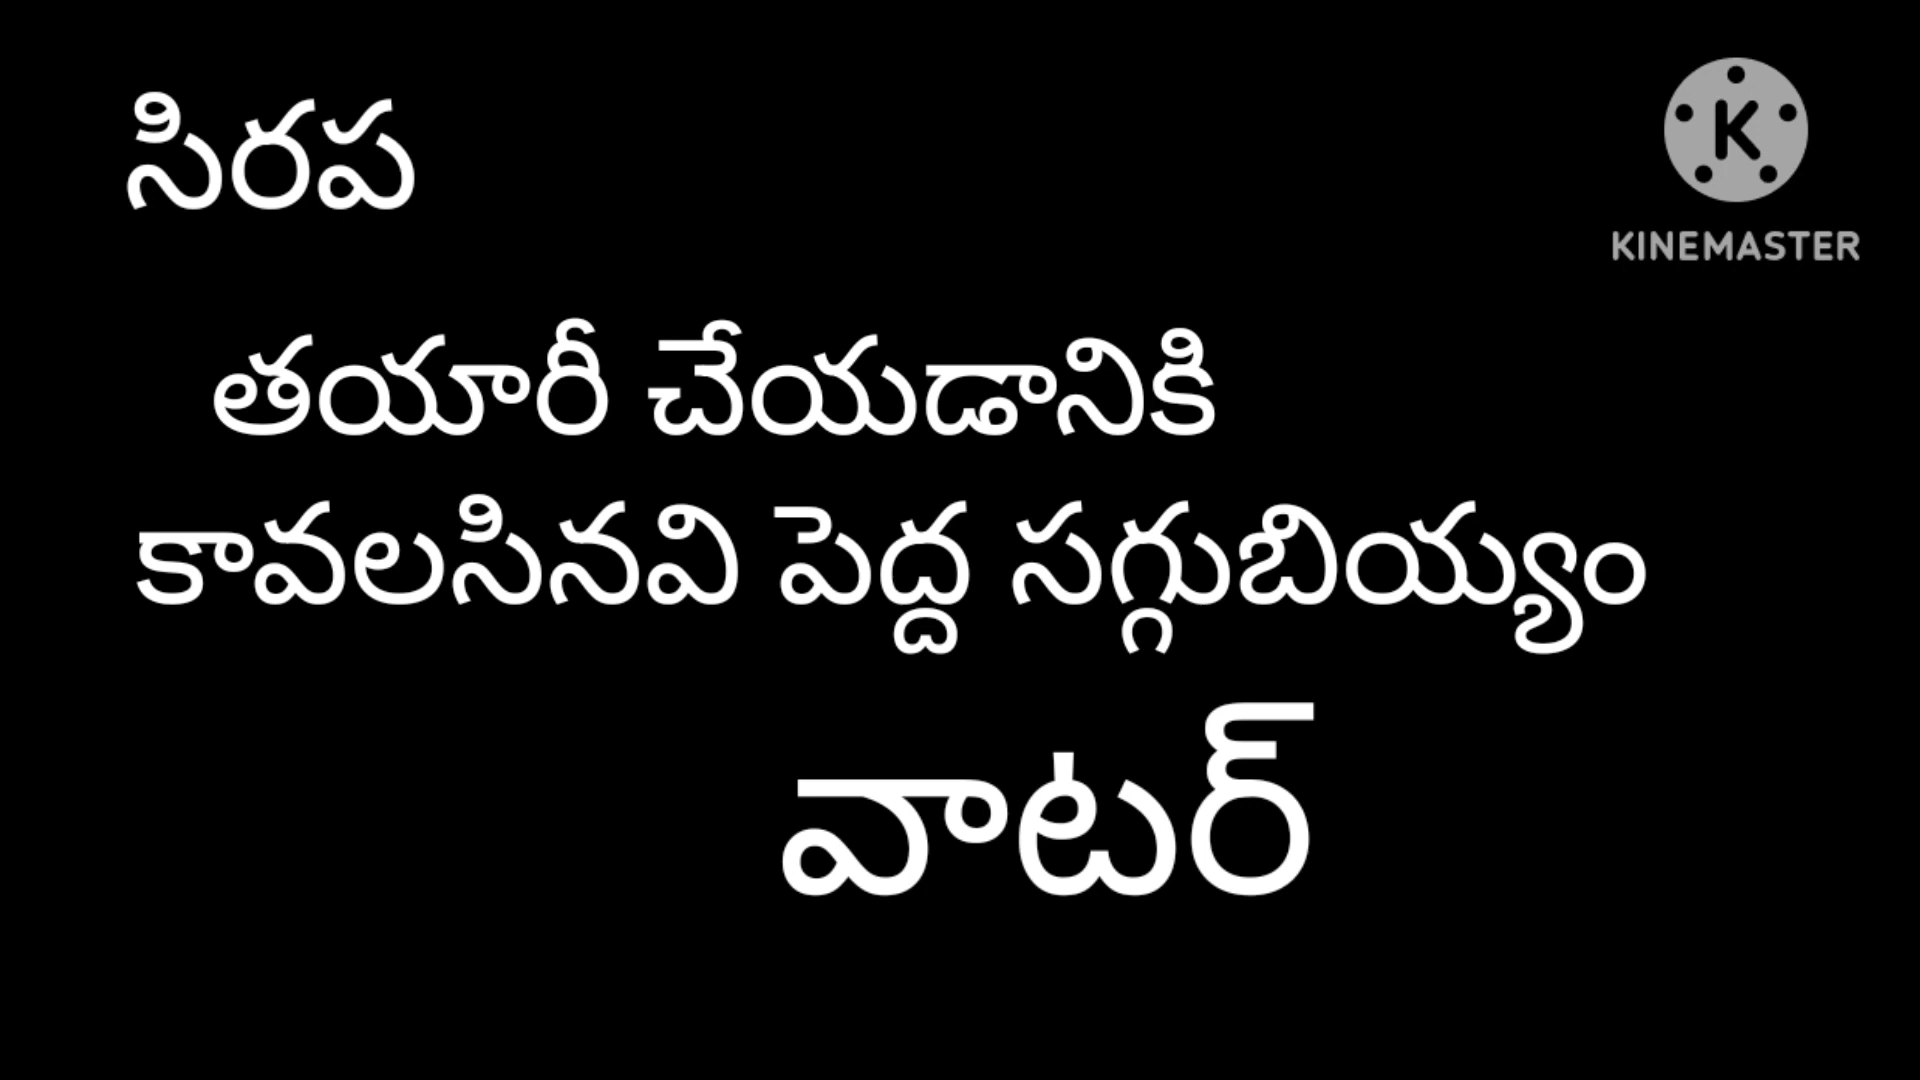 సిరప
KINEMASTER
తయారీ చేయడానికి
కావలసినవి పెద్ద సగ్గుబియ్యం
వాటర్